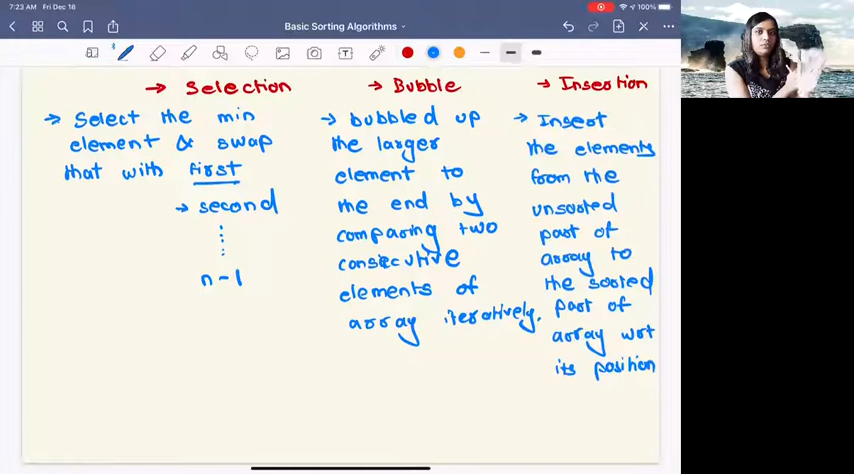 7:23 AM Fri Dec 16
100%
Basic Sorting Algorithms
→ Selection
→ Select the min
element & swap
that with first
→ second
n-1
→ Bubble
→ bubbled up
the larger
element to
the end by
comparing two
consecutive
elements of
array iteratively.
→ Insertion
→ Insert
the elements
from the
unsorted
part of
array to
the sorted
part of
array wrt
its position